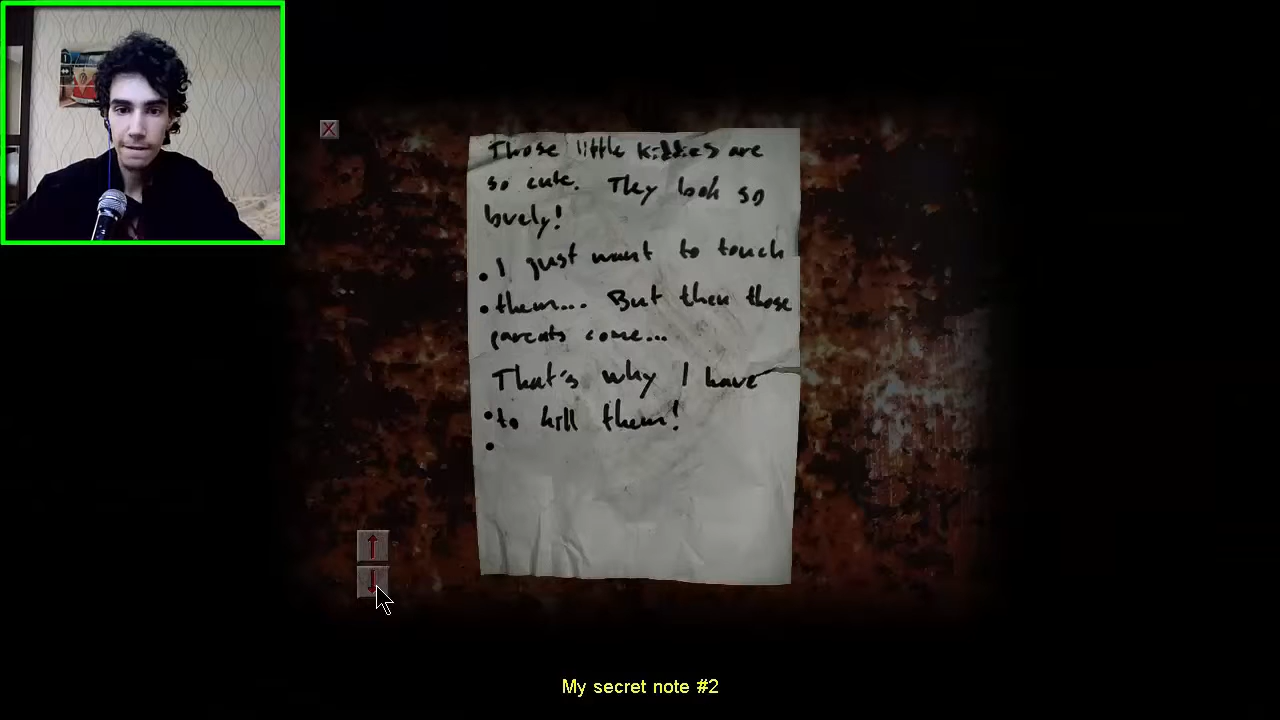 Those little kiddies are
so cute. They look so
lovely!
I just want to touch
them... But then those
parents come...
That's why I have
to kill them!
My secret note #2